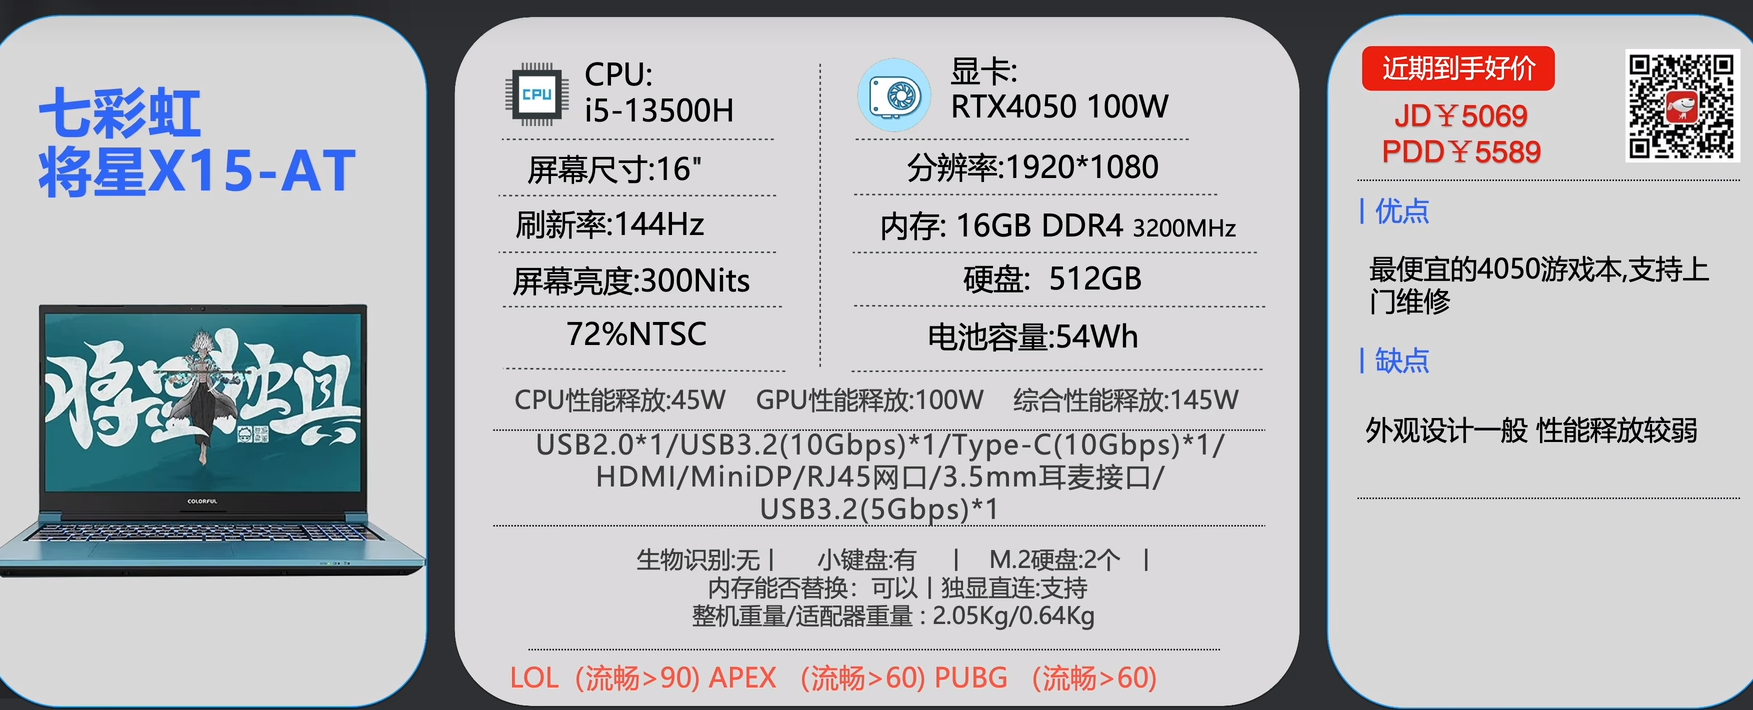 七彩虹
将星X15-AT
将星独具
COLORFUL
CPU
CPU:
i5-13500H
显卡:
RTX4050 100W
屏幕尺寸:16"
分辨率:1920*1080
刷新率:144Hz
内存: 16GB DDR4 3200MHz
屏幕亮度:300Nits
硬盘: 512GB
72%NTSC
电池容量:54Wh
CPU性能释放:45W GPU性能释放:100W 综合性能释放:145W
USB2.0*1/USB3.2(10Gbps)*1/Type-C(10Gbps)*1/
HDMI/MiniDP/RJ45网口/3.5mm耳麦接口/
USB3.2(5Gbps)*1
生物识别:无 | 小键盘:有 | M.2硬盘:2个 |
内存能否替换：可以 | 独显直连:支持
整机重量/适配器重量 : 2.05Kg/0.64Kg
LOL（流畅>90) APEX （流畅>60) PUBG （流畅>60)
近期到手好价
JD￥5069
PDD￥5589
| 优点
最便宜的4050游戏本,支持上
门维修
| 缺点
外观设计一般 性能释放较弱